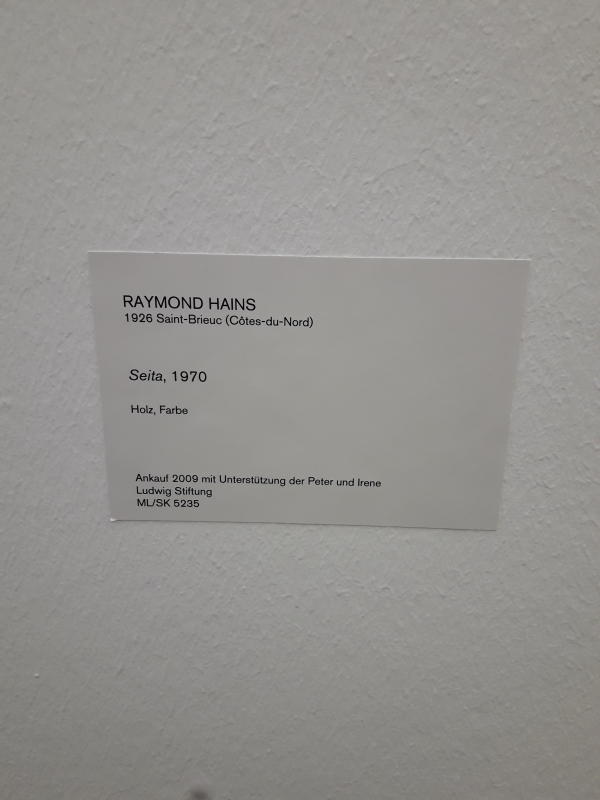 RAYMOND HAINS
1926 Saint-Brieuc (Côtes-du-Nord)
Seita, 1970
Holz, Farbe
Ankauf 2009 mit Unterstützung der Peter und Irene
Ludwig Stiftung
ML/SK 5235